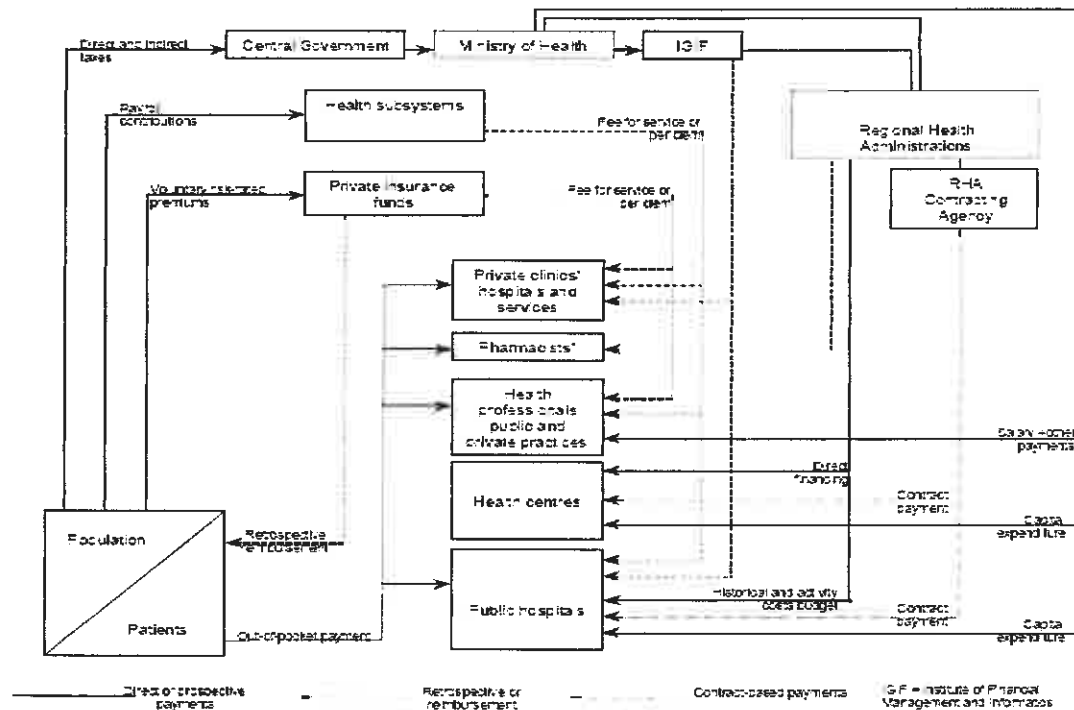 Direct and indirect
taxes
Central Government
Ministry of Health
IGIF
Payroll
contributions
Health subsystems
Fee for service or
per diem
Regional Health
Administrations
Voluntary
premiums
Private insurance
funds
Fee for service or
per diem
RHA
Contracting
Agency
Private clinics'
hospitals and
services
Pharmacists*
Health
professionals
public and
private practices
Salary +other
payments
Direct
financing
Health centres
Contract
payment
Capital
expenditure
Population
Retrospective
reimbursement
Patients
Out-of-pocket payment
Public hospitals
Historical and activity
costs budget
Contract
payment
Capital
expenditure
Direct or prospective
payments
Retrospective or
reimbursement
Contract-based payments
IGIF = Institute of Financial
Management and Informatics